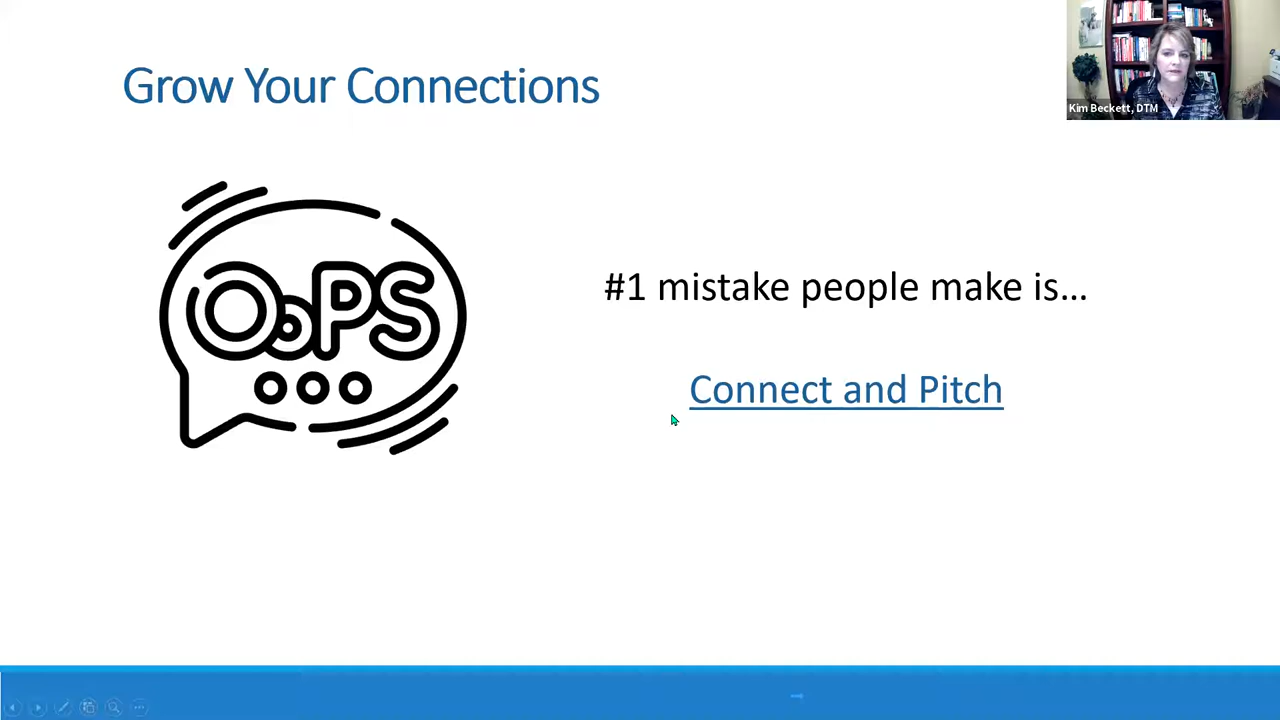 Grow Your Connections
Kim Beckett, DTM
OoPS
#1 mistake people make is...
Connect and Pitch